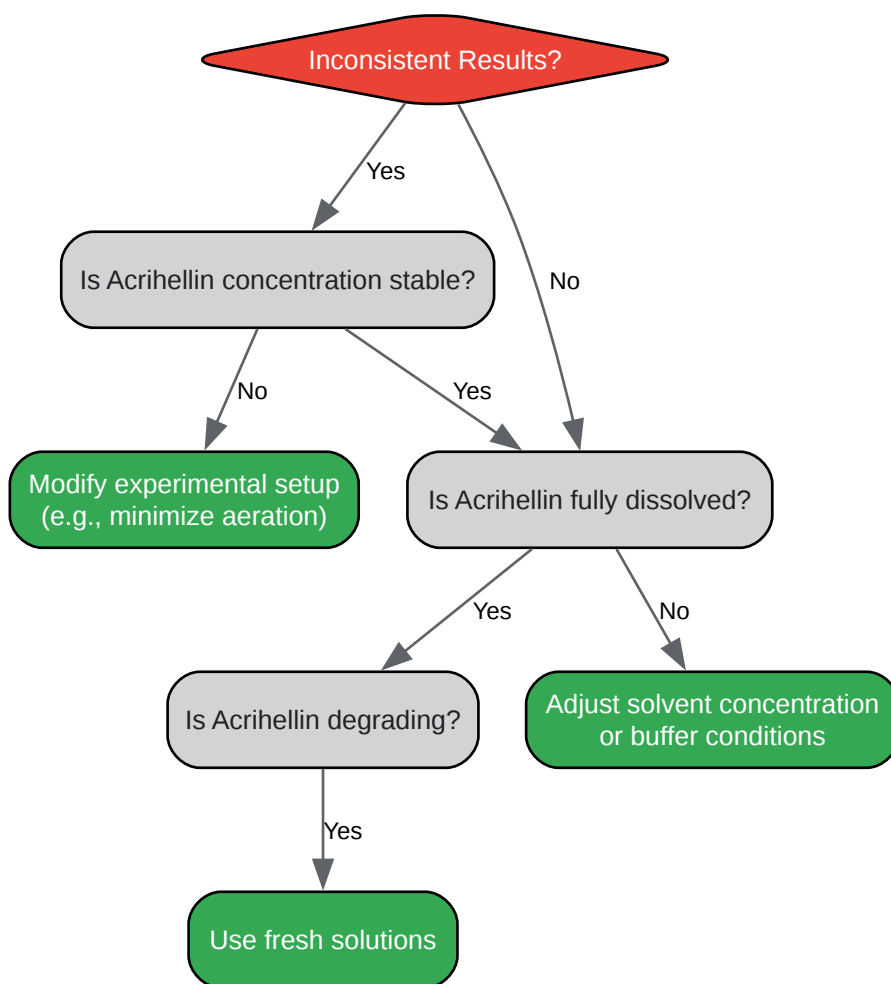 Inconsistent Results?
Yes
Is Acrihellin concentration stable?
No
No
Yes
Modify experimental setup
(e.g., minimize aeration)
Is Acrihellin fully dissolved?
Yes
No
Is Acrihellin degrading?
Adjust solvent concentration
or buffer conditions
Yes
Use fresh solutions